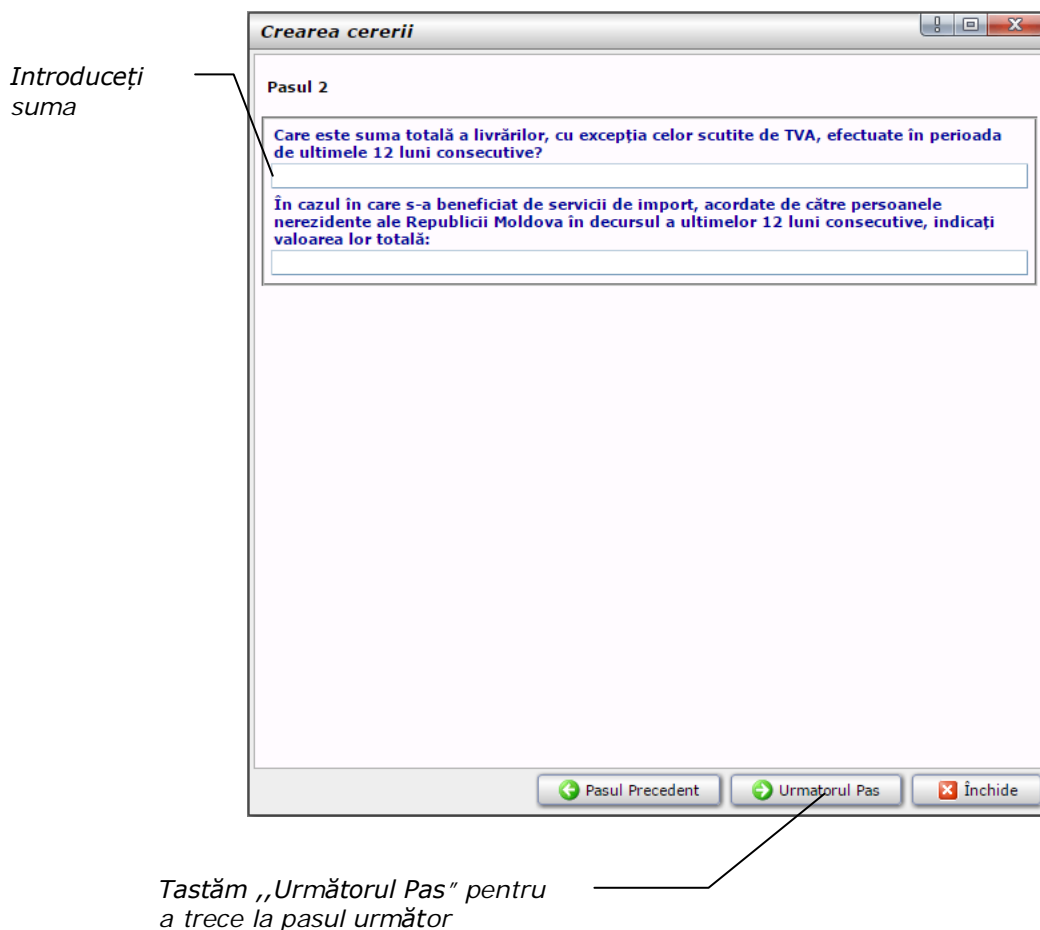 Crearea cererii
Introduceți
suma
Pasul 2
Care este suma totală a livrărilor, cu excepția celor scutite de TVA, efectuate în perioada
de ultimele 12 luni consecutive?
În cazul în care s-a beneficiat de servicii de import, acordate de către persoanele
nerezidente ale Republicii Moldova în decursul a ultimelor 12 luni consecutive, indicați
valoarea lor totală:
Pasul Precedent
Urmatorul Pas
Închide
Tastăm ,,Următorul Pas” pentru
a trece la pasul următor